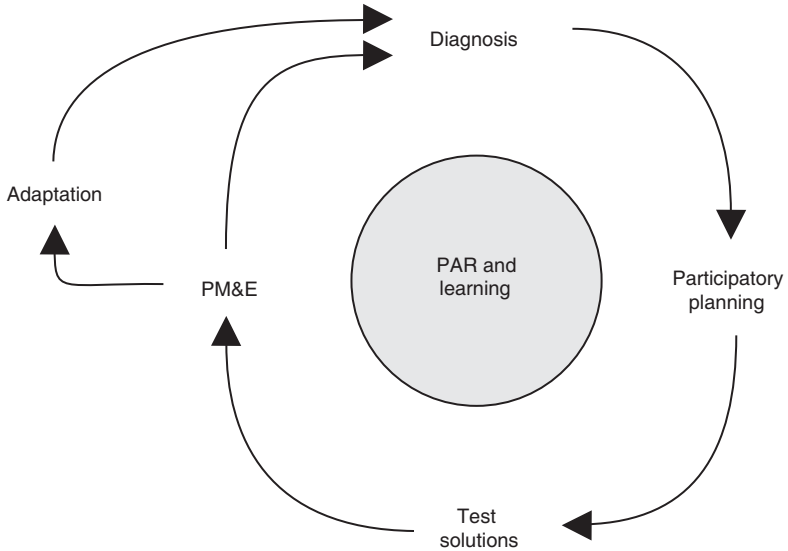 Diagnosis
Adaptation
PAR and
learning
PM&E
Participatory
planning
Test
solutions